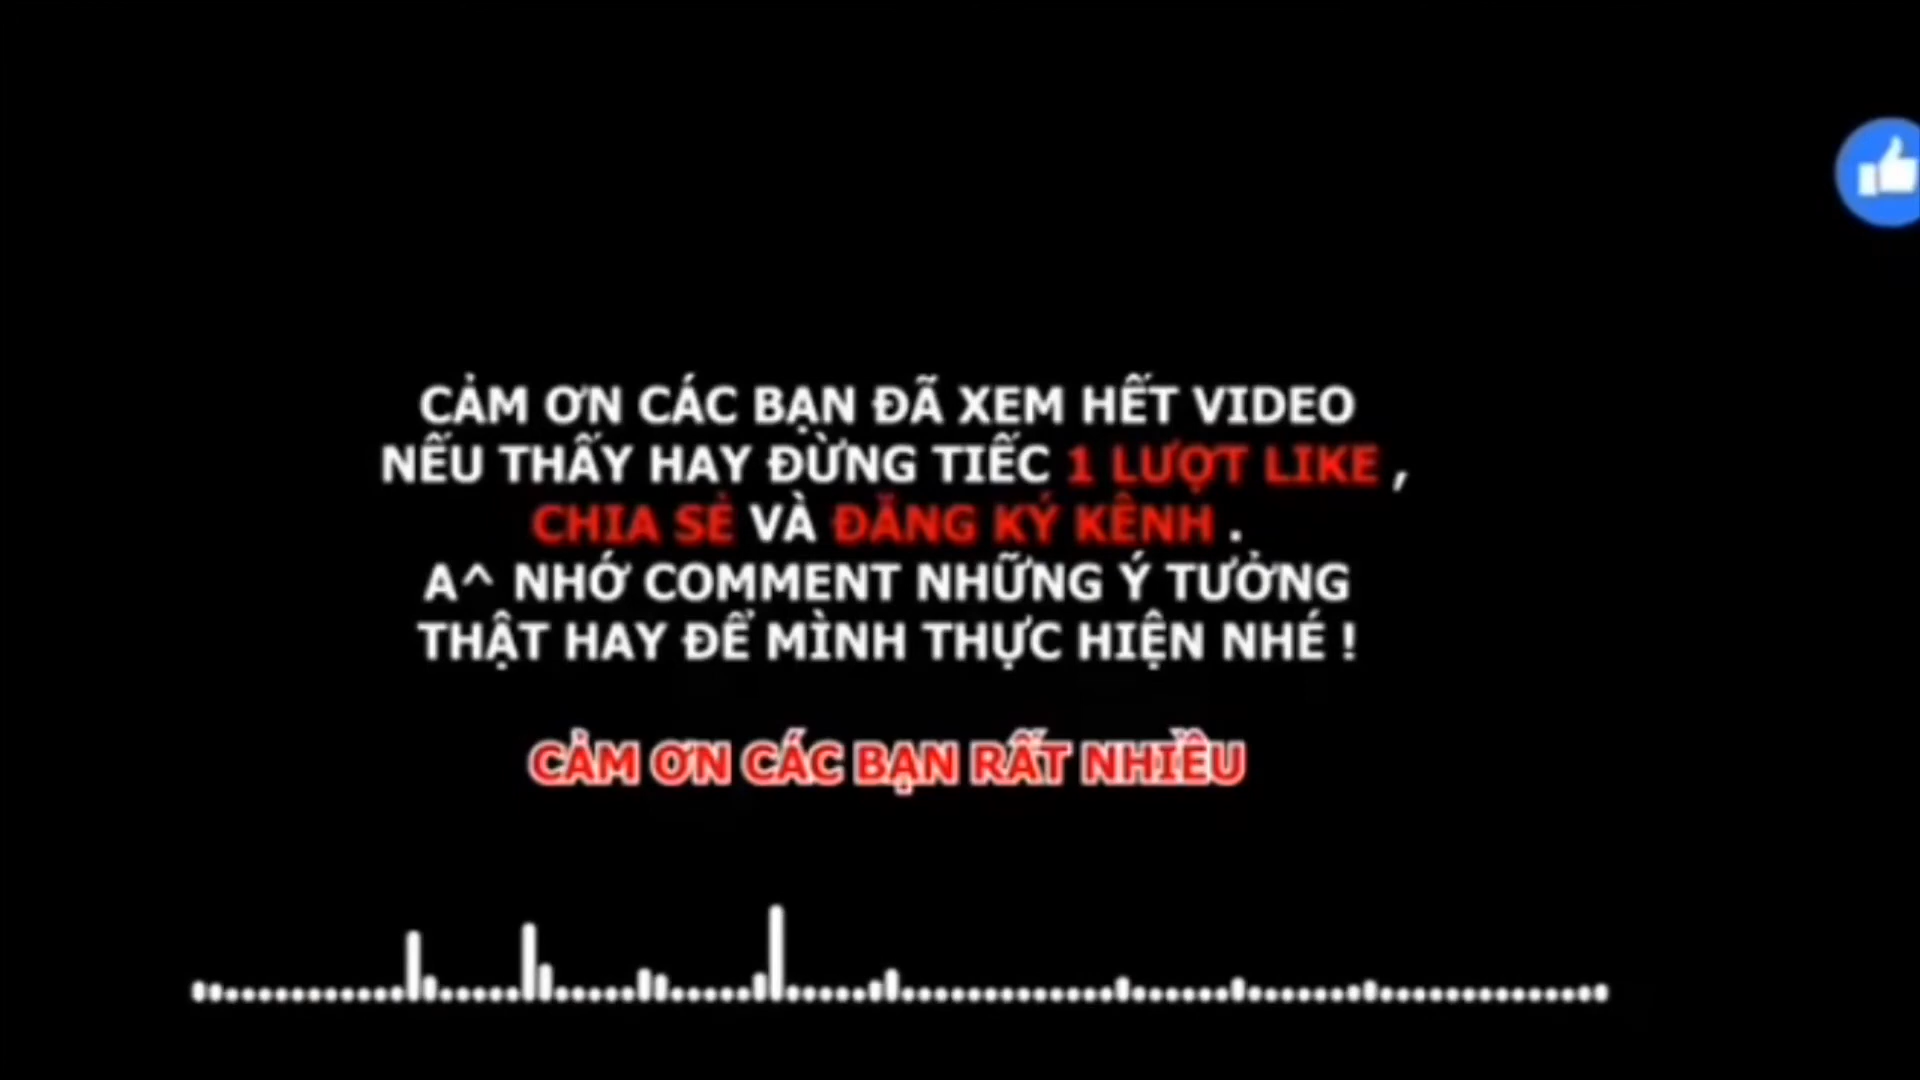 CẢM ƠN CÁC BẠN ĐÃ XEM HẾT VIDEO
NẾU THẤY HAY ĐỪNG TIẾC 1 LƯỢT LIKE ,
CHIA SẺ VÀ ĐĂNG KÝ KÊNH .
A^ NHỚ COMMENT NHỮNG Ý TƯỞNG
THẬT HAY ĐỂ MÌNH THỰC HIỆN NHÉ !
CẢM ƠN CÁC BẠN RẤT NHIỀU